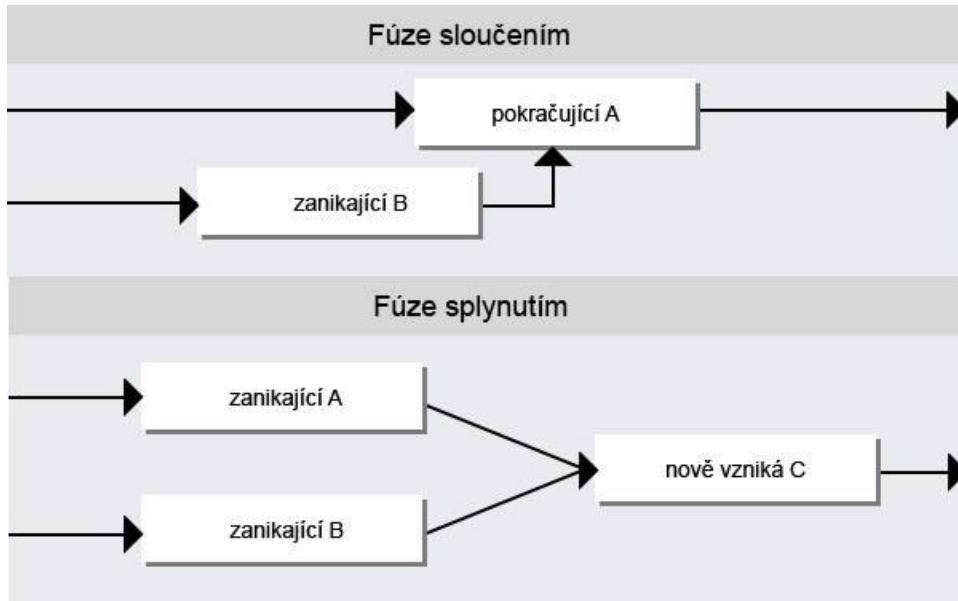 Fúze sloučením
pokračující A
zanikající B
Fúze splynutím
zanikající A
zanikající B
nově vzniká C